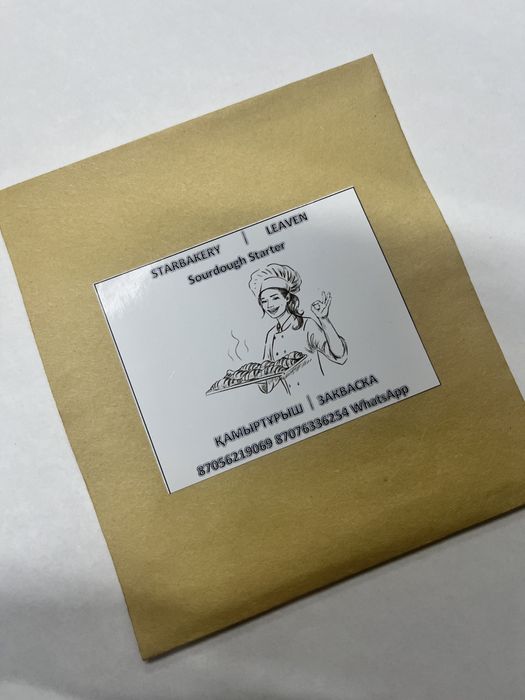 STARBAKERY | LEAVEN
Sourdough Starter
ҚАМЫРТҰРЫШ | ЗАКВАСКА
87056219069 87076336254 WhatsApp